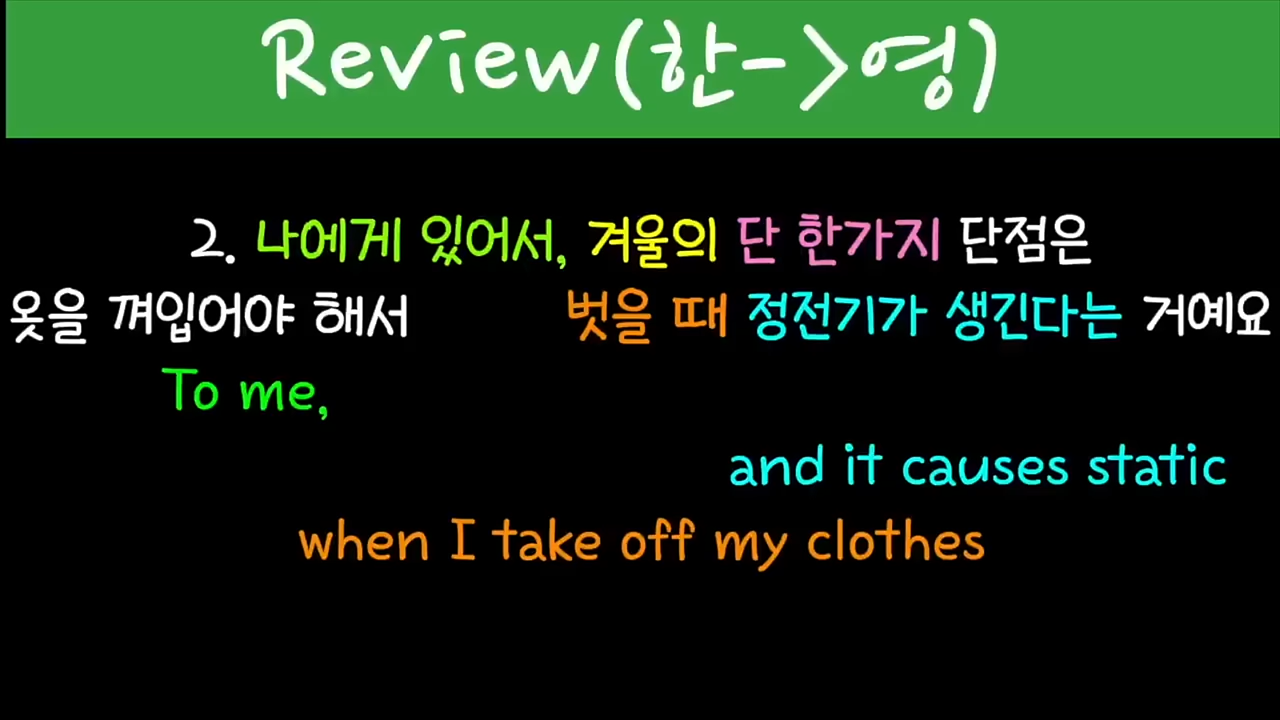 Review(한->영)
2. 나에게 있어서, 겨울의 단 한가지 단점은
옷을 껴입어야 해서 벗을 때 정전기가 생긴다는 거예요
To me,
and it causes static
when I take off my clothes